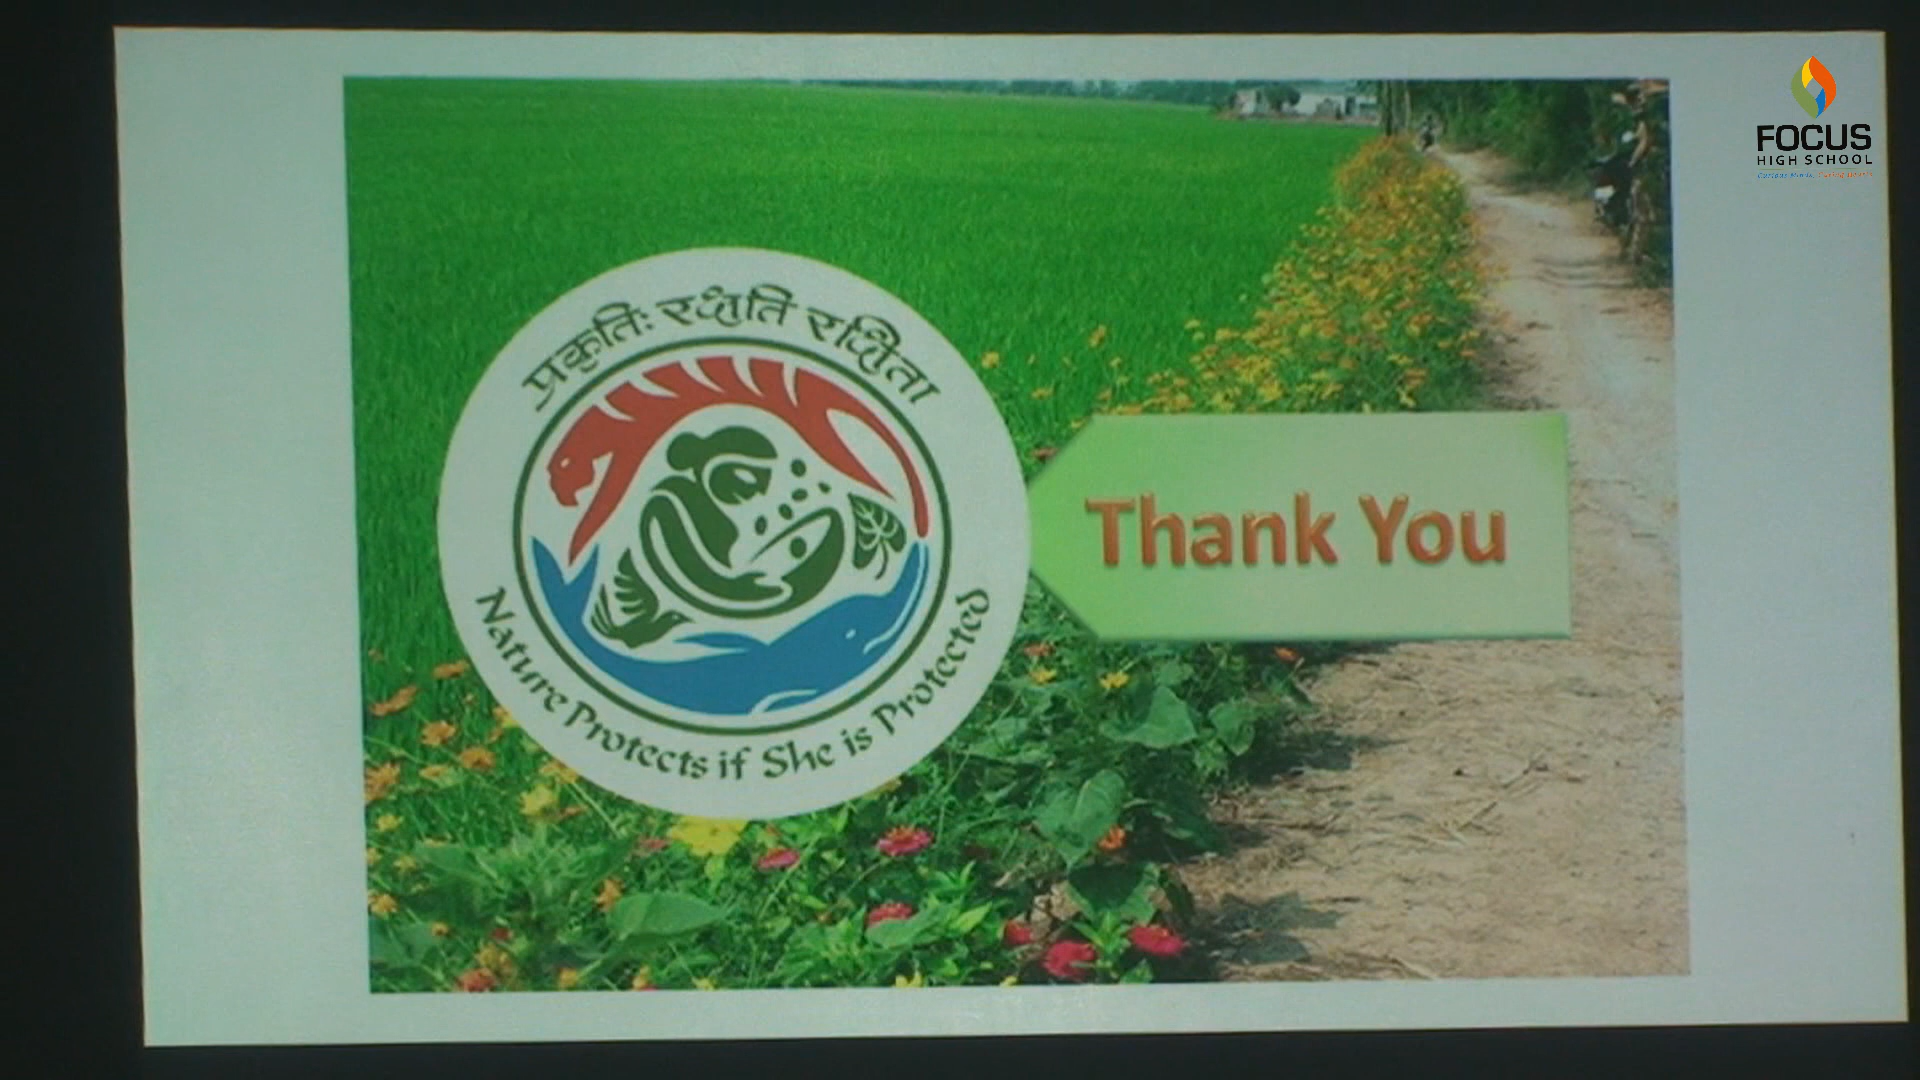 FOCUS
HIGH SCHOOL
प्रकृतिः रक्षति रक्षिता
Thank You
Nature Protects if She is Protected